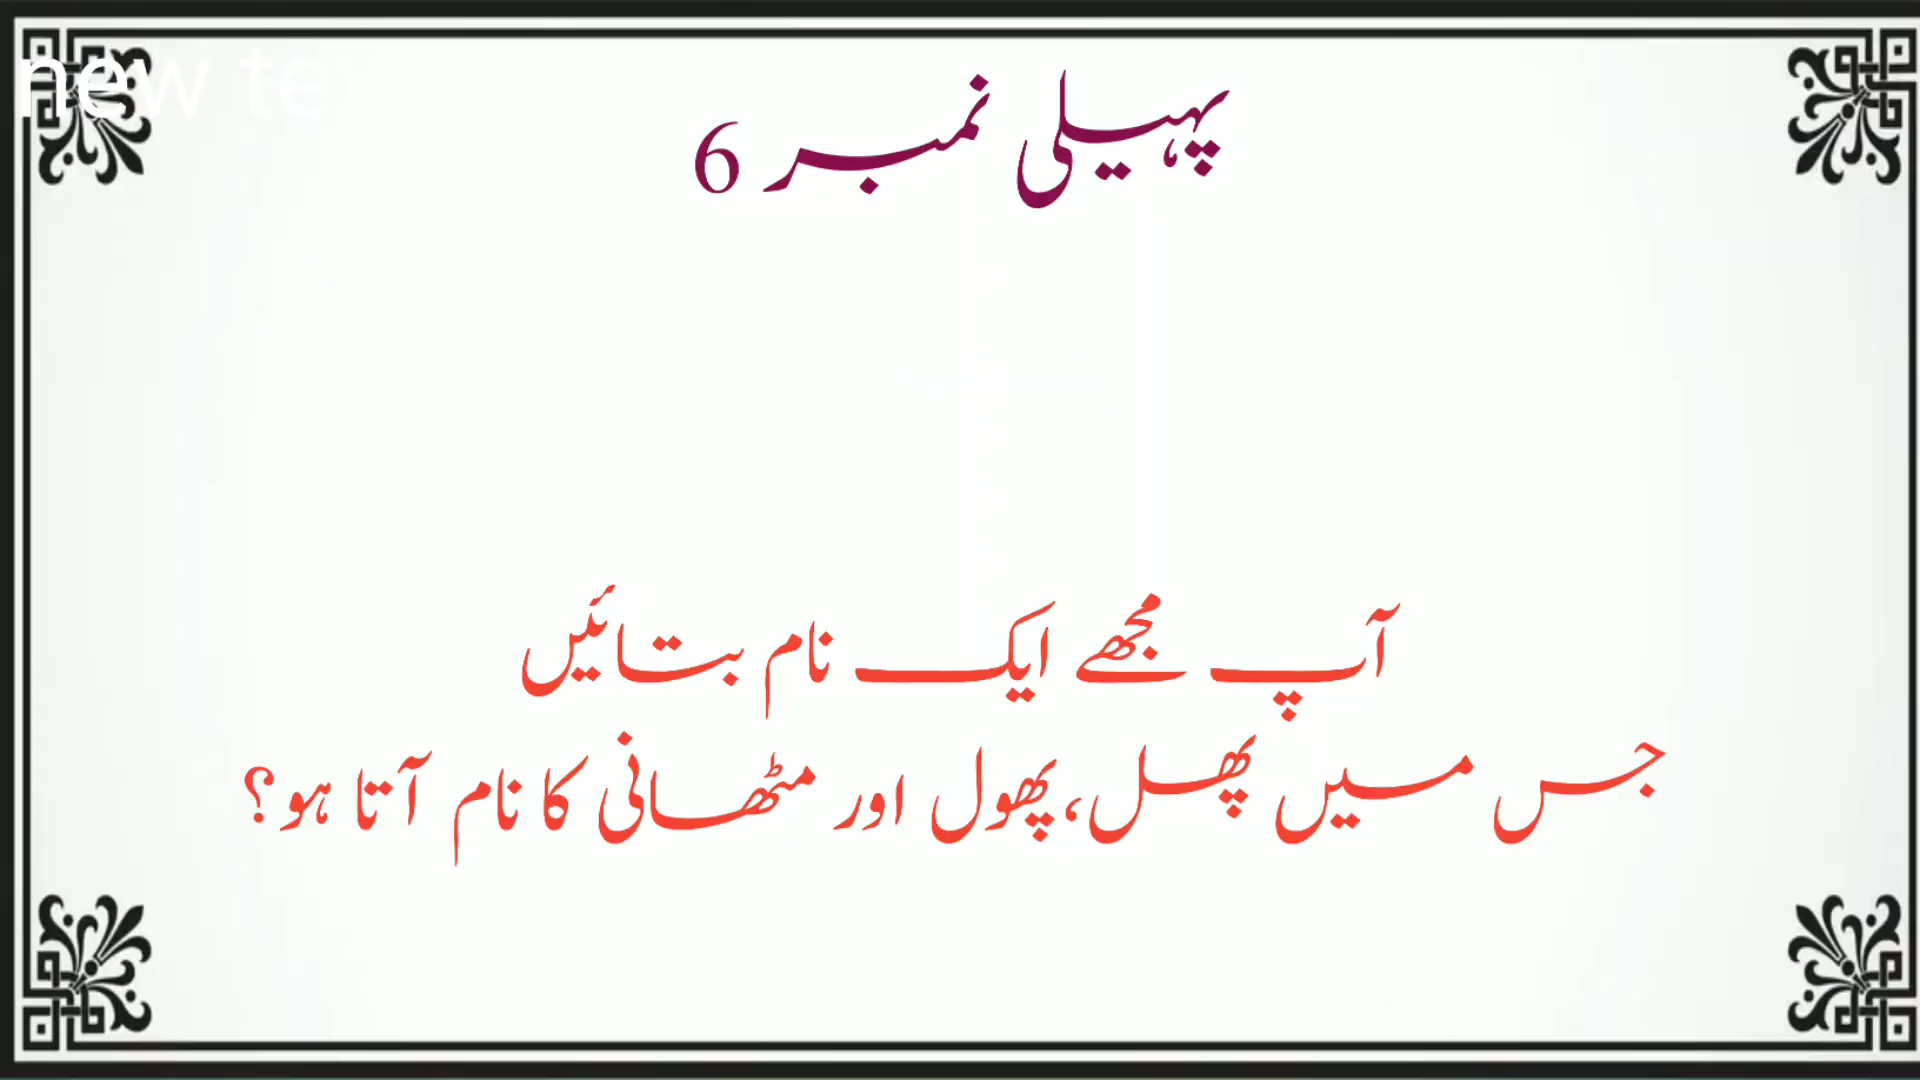 new text
پہیلی نمبر 6
آپ مجھے ایک نام بتائیں
جس میں پھل،پھول اور مٹھانی کا نام آتا ہو؟